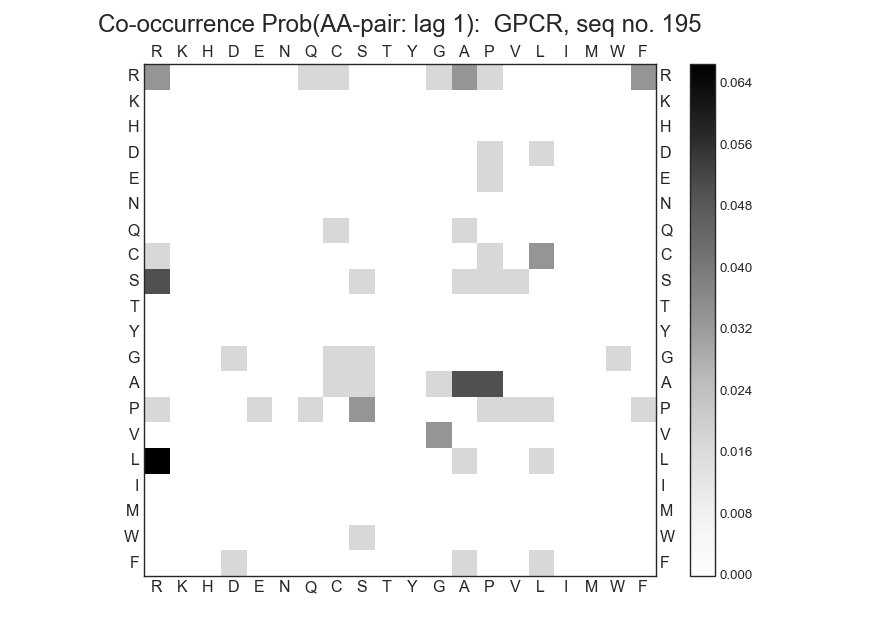 Co-occurrence Prob(AA-pair: lag 1):  GPCR, seq no. 195
R K H D E N Q C S T Y G A P V L I M W F
R R 0.064
K K
H H
D D 0.056
E E
N N 0.048
Q Q
C C 0.040
S S
T T
Y Y 0.032
G G
A A 0.024
P P
V V 0.016
L L
I I
M M 0.008
W W
F F 0.000
R K H D E N Q C S T Y G A P V L I M W F